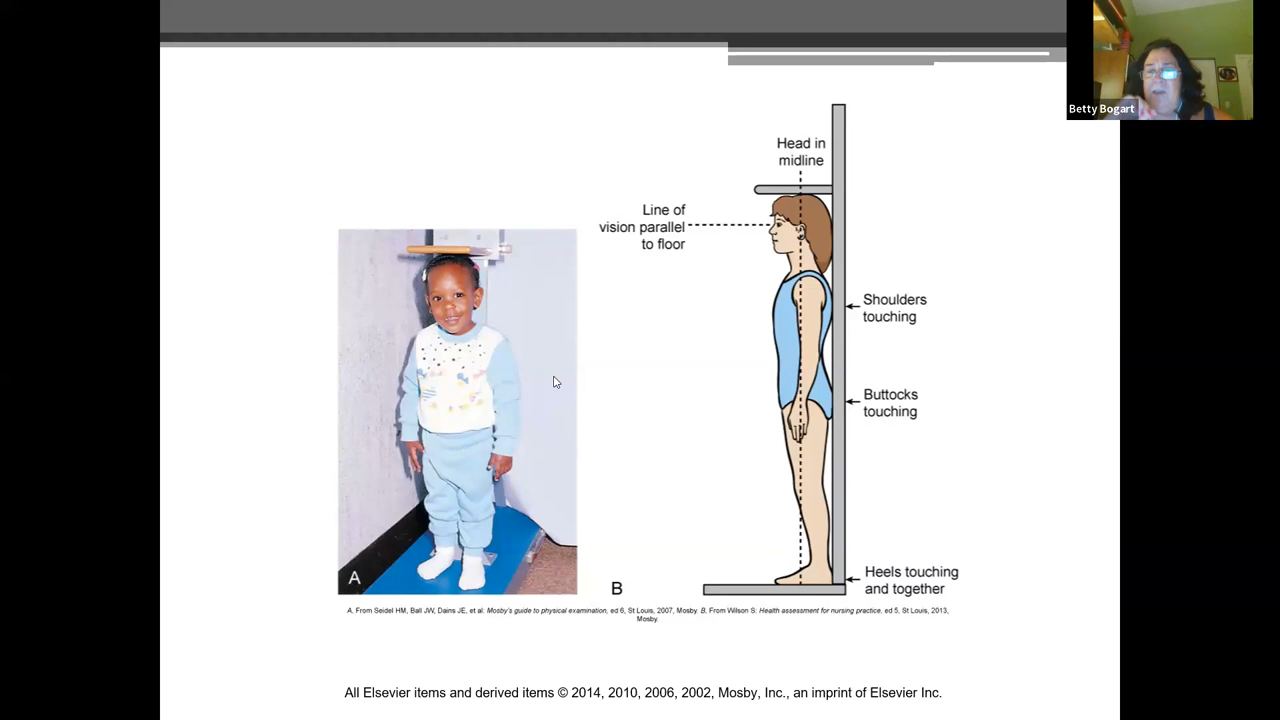 Betty Bogart
Head in
midline
Line of
vision parallel
to floor
Shoulders
touching
Buttocks
touching
Heels touching
and together
A
B
A, From Seidel HM, Ball JW, Dains JE, et al: Mosby's guide to physical examination, ed 6, St Louis, 2007, Mosby. B, From Wilson S: Health assessment for nursing practice, ed 5, St Louis, 2013,
Mosby.
All Elsevier items and derived items © 2014, 2010, 2006, 2002, Mosby, Inc., an imprint of Elsevier Inc.